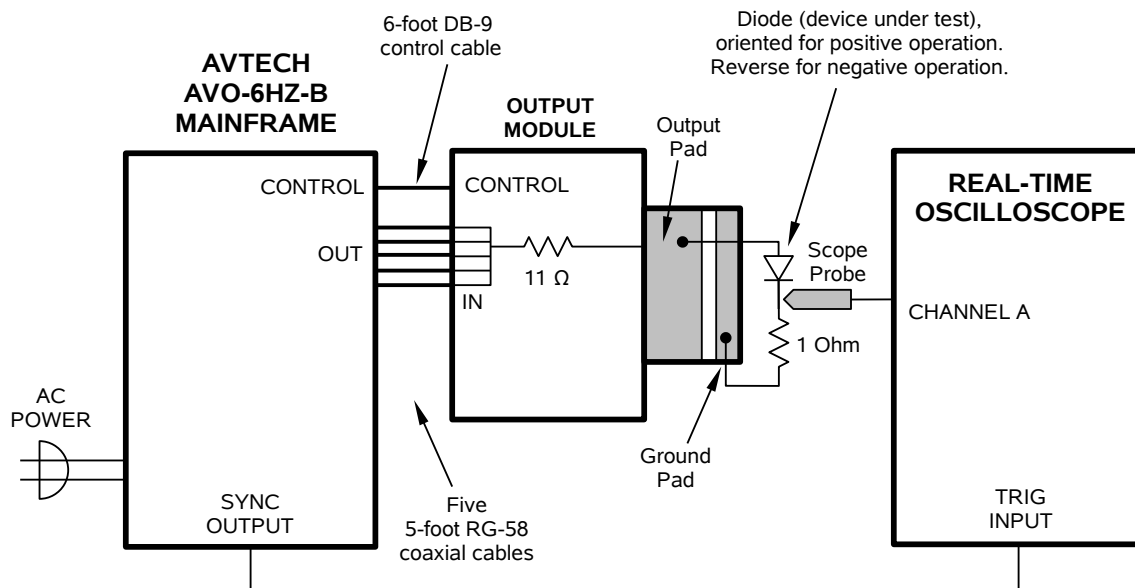 6-foot DB-9
control cable
Diode (device under test),
oriented for positive operation.
Reverse for negative operation.
AVTECH
AVO-6HZ-B
MAINFRAME
OUTPUT
MODULE
Output
Pad
REAL-TIME
OSCILLOSCOPE
CONTROL
CONTROL
OUT
IN
11 Ω
Scope
Probe
CHANNEL A
1 Ohm
AC
POWER
Ground
Pad
SYNC
OUTPUT
Five
5-foot RG-58
coaxial cables
TRIG
INPUT